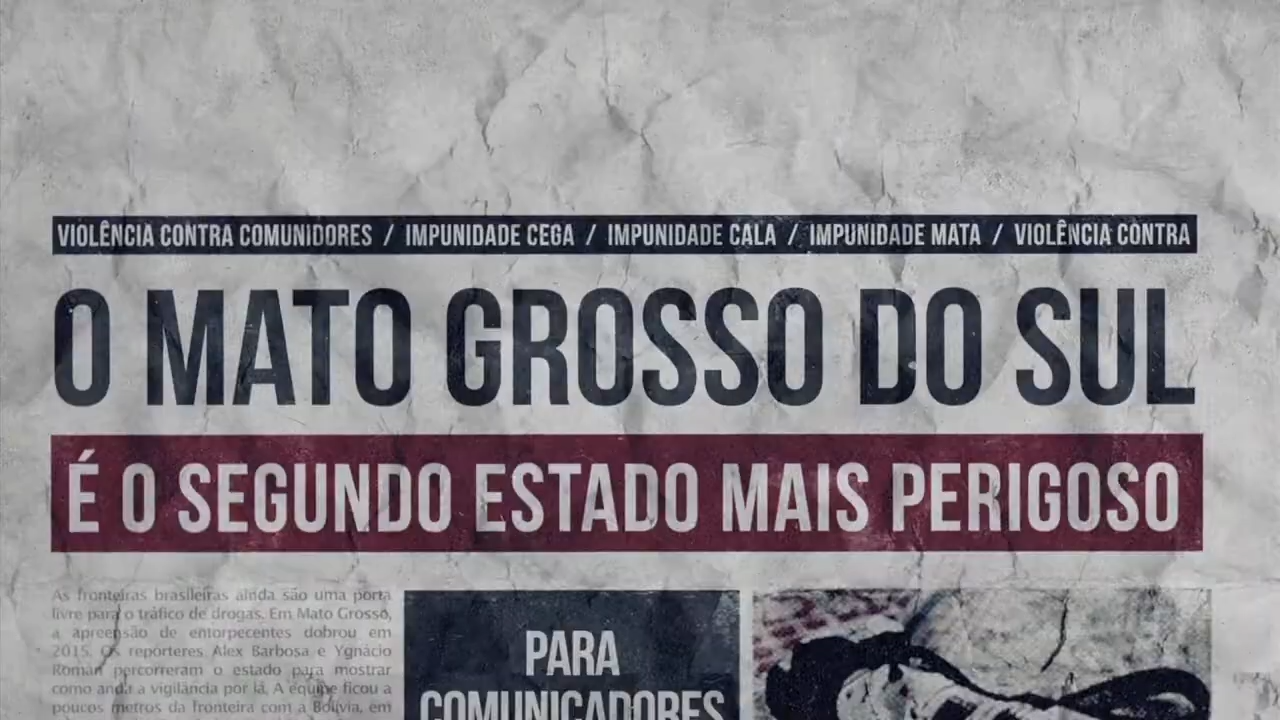 VIOLÊNCIA CONTRA COMUNIDORES / IMPUNIDADE CEGA / IMPUNIDADE CALA / IMPUNIDADE MATA / VIOLÊNCIA CONTRA
O MATO GROSSO DO SUL
É O SEGUNDO ESTADO MAIS PERIGOSO
As fronteiras brasileiras ainda são uma porta
livre para o tráfico de drogas. Em Mato Grosso,
a apreensão de entorpecentes dobrou em
2015. Os repórteres Alex Barbosa e Ygnácio
Roman percorreram o estado para mostrar
como anda a vigilância por lá. A equipe ficou a
poucos metros da fronteira com a Bolívia, em
PARA
COMUNICADORES